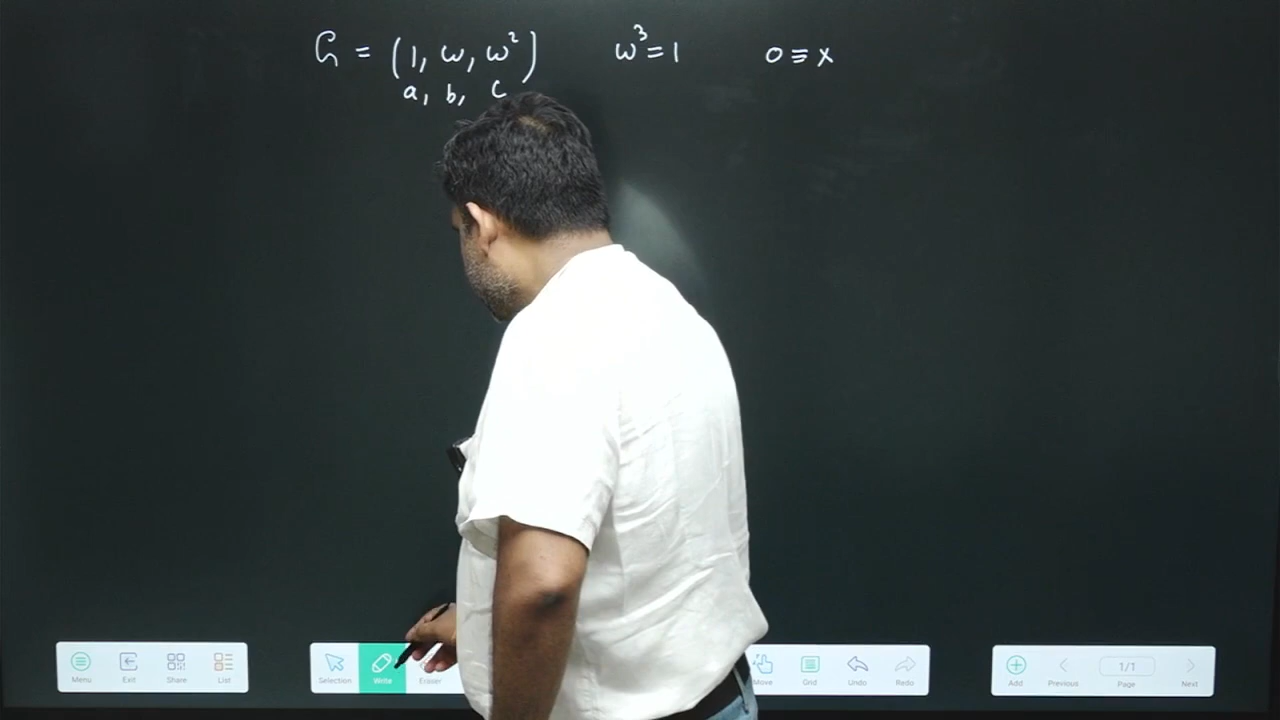 G = (1, ω, ω²) ω³=1 o ≡ x
a, b, c
Menu Exit Share List Selection Write Eraser Move Grid Undo Redo Add Previous 1/1 Page Next